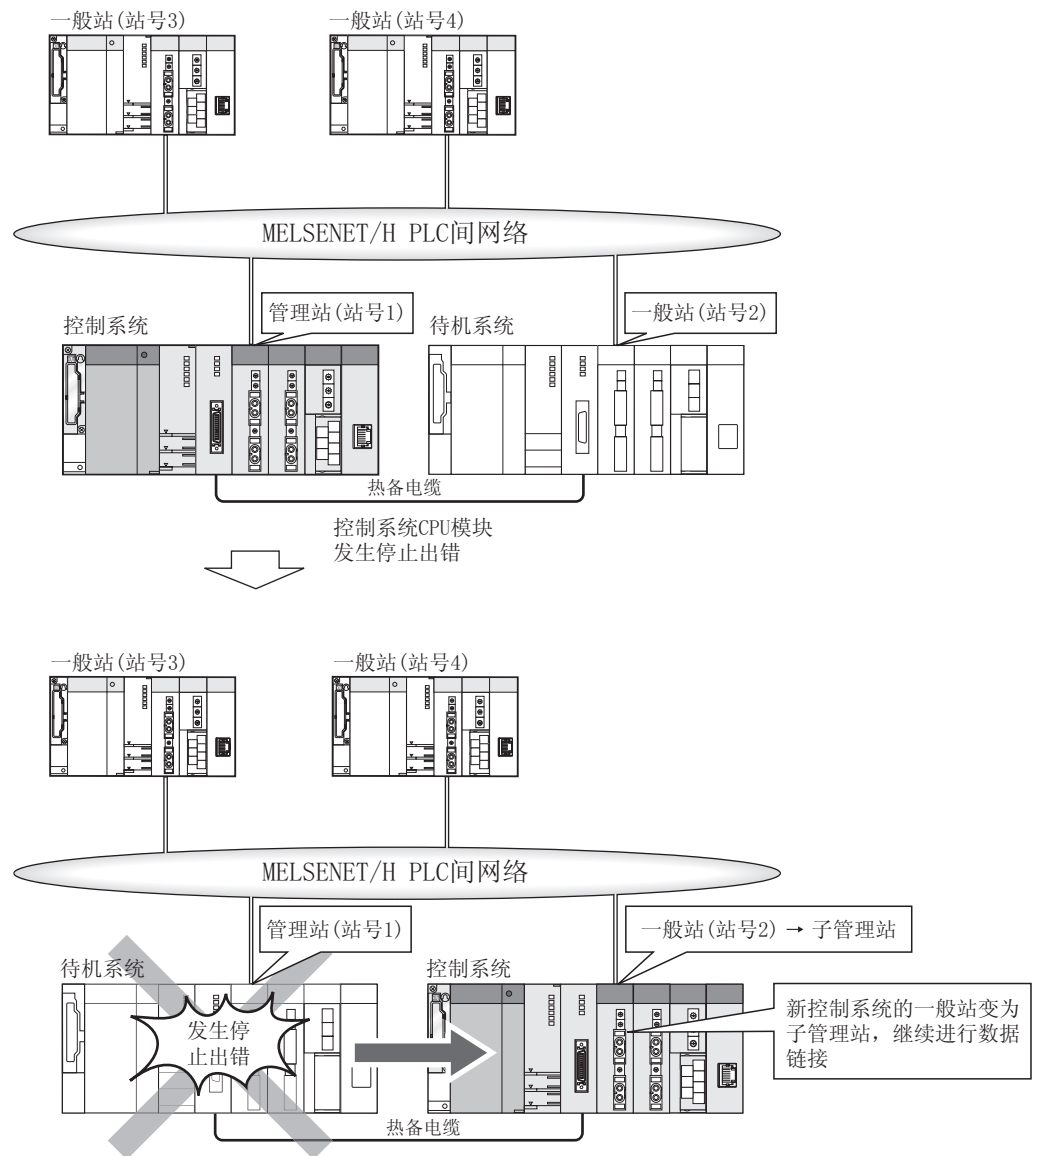 一般站(站号3)
一般站(站号4)
MELSENET/H PLC间网络
管理站(站号1)
一般站(站号2)
控制系统
待机系统
热备电缆
控制系统CPU模块
发生停止出错
一般站(站号3)
一般站(站号4)
MELSENET/H PLC间网络
管理站(站号1)
一般站(站号2) → 子管理站
待机系统
控制系统
发生停
止出错
新控制系统的一般站变为
子管理站，继续进行数据
链接
热备电缆